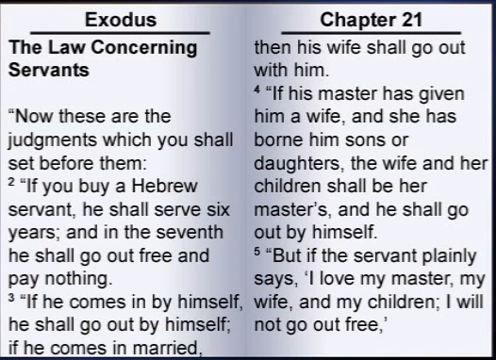 Exodus
The Law Concerning
Servants
“Now these are the
judgments which you shall
set before them:
2 “If you buy a Hebrew
servant, he shall serve six
years; and in the seventh
he shall go out free and
pay nothing.
3 “If he comes in by himself,
he shall go out by himself;
if he comes in married,
Chapter 21
then his wife shall go out
with him.
4 “If his master has given
him a wife, and she has
borne him sons or
daughters, the wife and her
children shall be her
master’s, and he shall go
out by himself.
5 “But if the servant plainly
says, ‘I love my master, my
wife, and my children; I will
not go out free,’